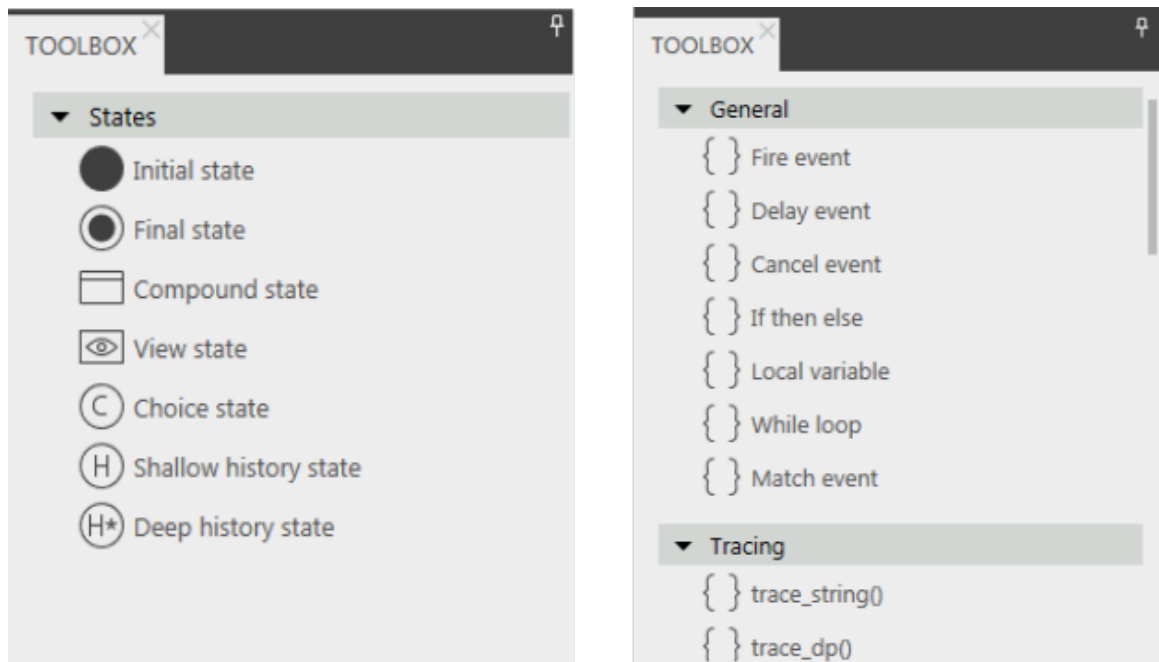 TOOLBOX
States
Initial state
Final state
Compound state
View state
C Choice state
H Shallow history state
H* Deep history state
TOOLBOX
General
{ } Fire event
{ } Delay event
{ } Cancel event
{ } If then else
{ } Local variable
{ } While loop
{ } Match event
Tracing
{ } trace_string()
{ } trace_dp()